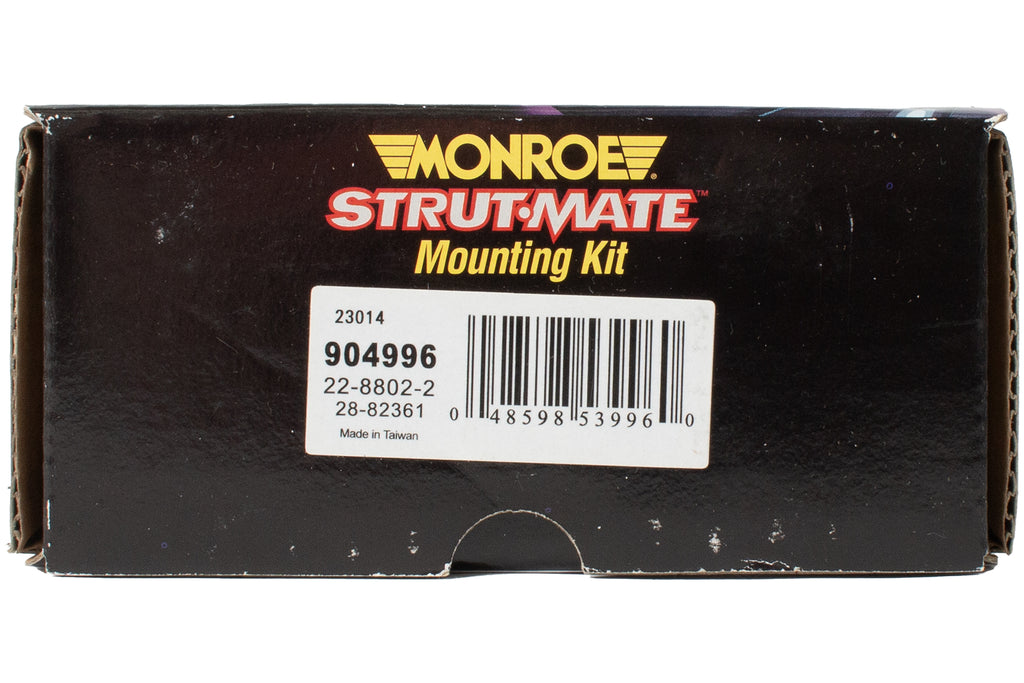 MONROE®
STRUT•MATE™
Mounting Kit
23014
904996
22-8802-2
28-82361
Made in Taiwan
0 48598 53996 0